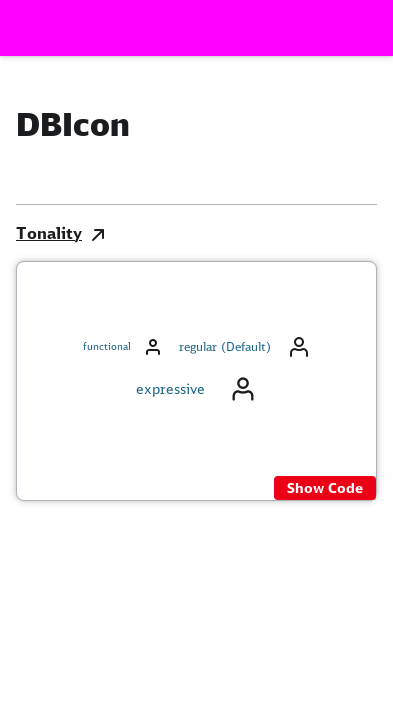 DBIcon
Tonality
functional
regular (Default)
expressive
Show Code